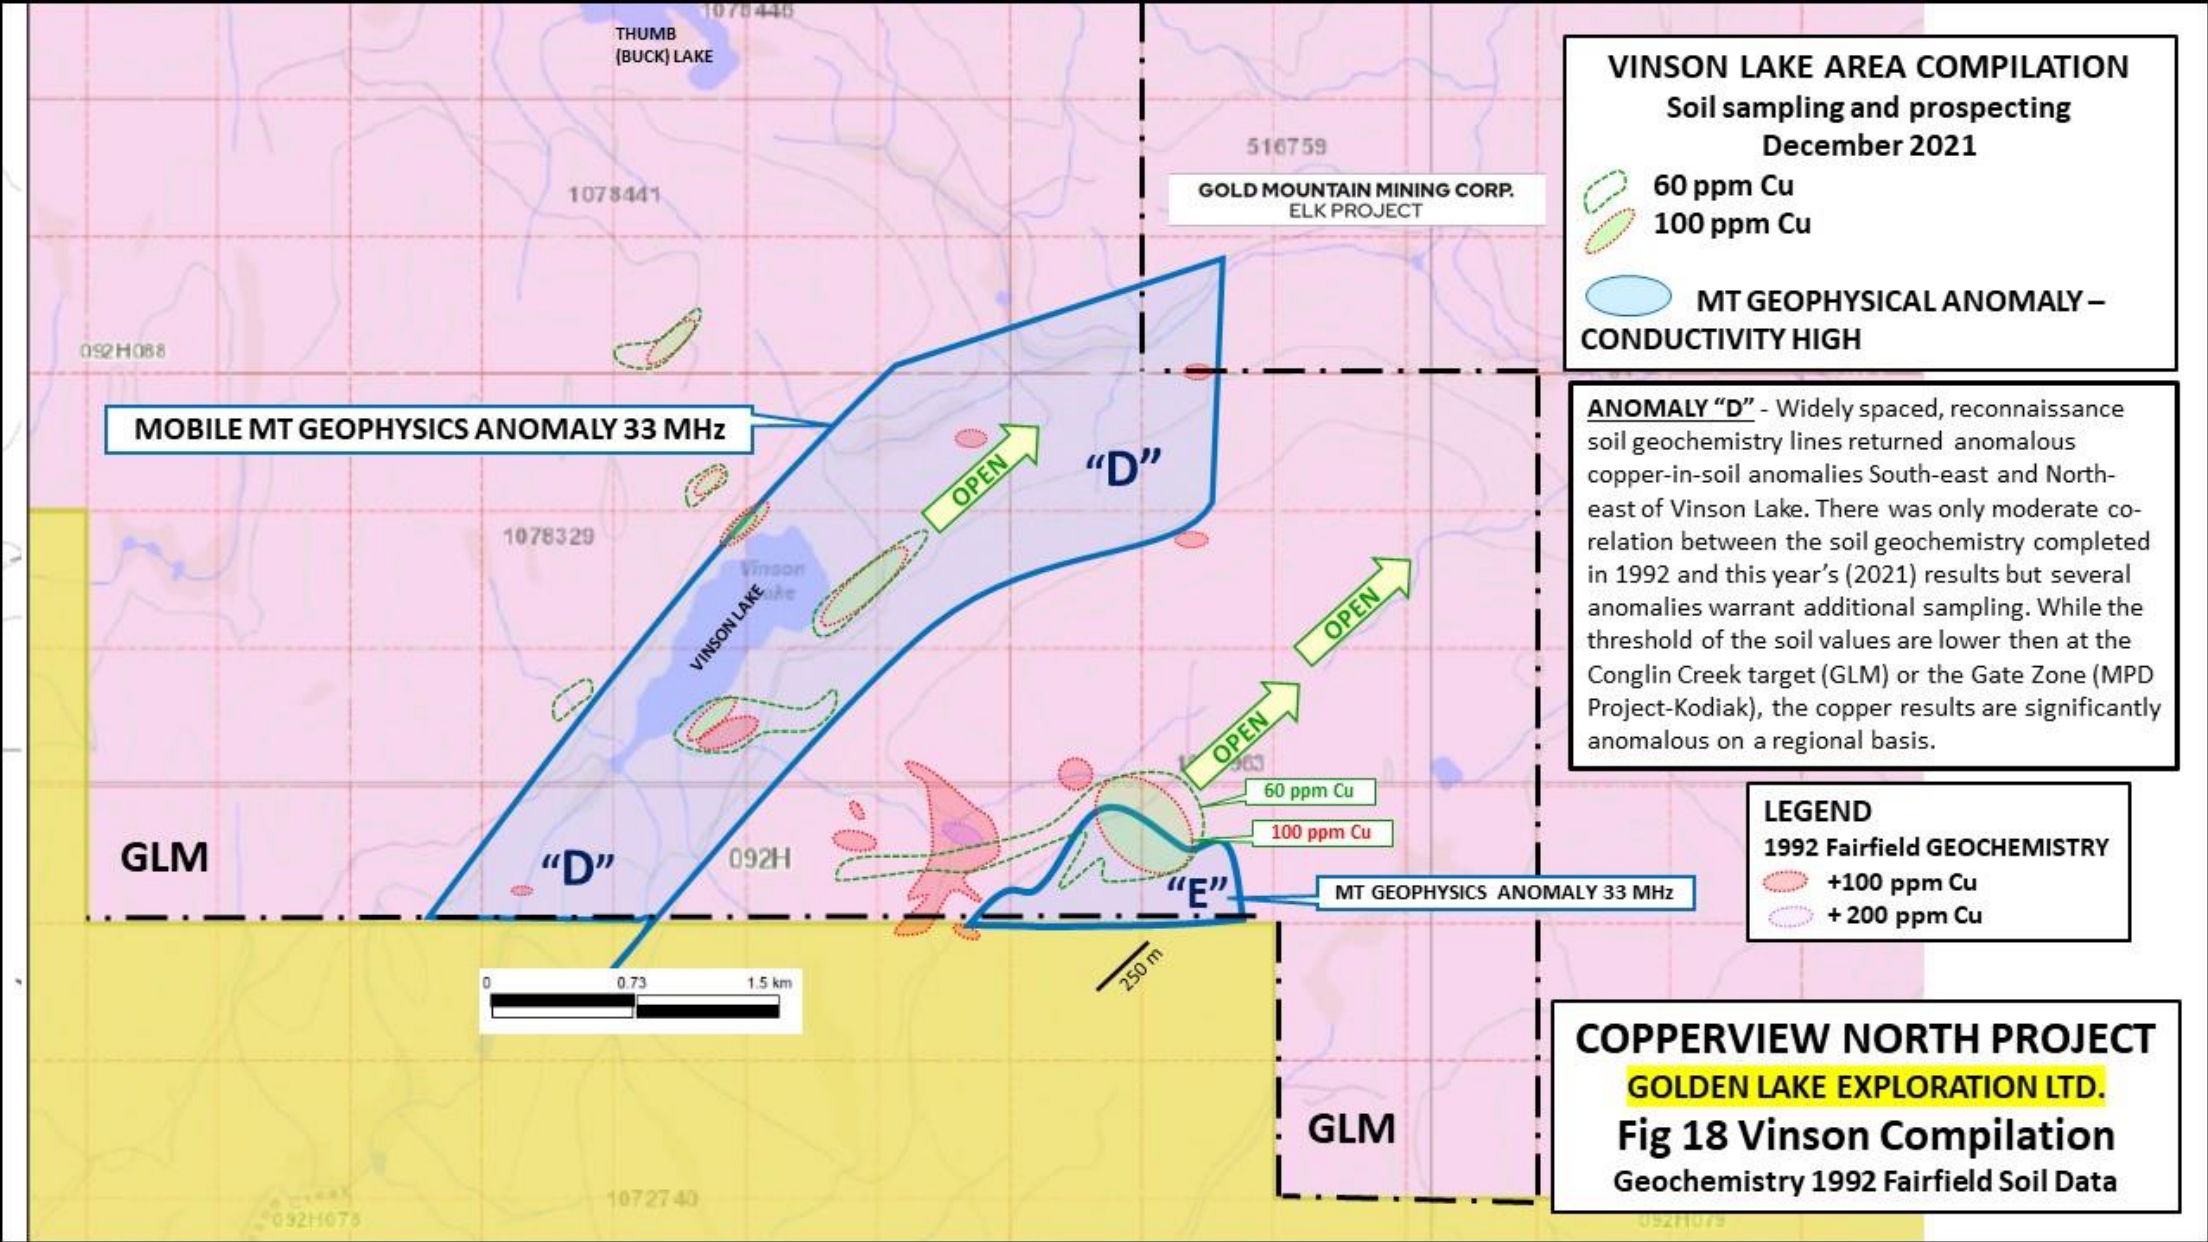 1078446
THUMB
(BUCK) LAKE
1078441
516759
GOLD MOUNTAIN MINING CORP.
ELK PROJECT
092H088
MOBILE MT GEOPHYSICS ANOMALY 33 MHz
"D"
OPEN
1078329
Vinson
Lake
VINSON LAKE
OPEN
OPEN
60 ppm Cu
100 ppm Cu
GLM
"D"
092H
"E"
MT GEOPHYSICS ANOMALY 33 MHz
250 m
0 0.73 1.5 km
GLM
1072740
092H078
092H079
VINSON LAKE AREA COMPILATION
Soil sampling and prospecting
December 2021
60 ppm Cu
100 ppm Cu
MT GEOPHYSICAL ANOMALY –
CONDUCTIVITY HIGH
ANOMALY “D” - Widely spaced, reconnaissance
soil geochemistry lines returned anomalous
copper-in-soil anomalies South-east and North-
east of Vinson Lake. There was only moderate co-
relation between the soil geochemistry completed
in 1992 and this year’s (2021) results but several
anomalies warrant additional sampling. While the
threshold of the soil values are lower then at the
Conglin Creek target (GLM) or the Gate Zone (MPD
Project-Kodiak), the copper results are significantly
anomalous on a regional basis.
LEGEND
1992 Fairfield GEOCHEMISTRY
+100 ppm Cu
+ 200 ppm Cu
COPPERVIEW NORTH PROJECT
GOLDEN LAKE EXPLORATION LTD.
Fig 18 Vinson Compilation
Geochemistry 1992 Fairfield Soil Data